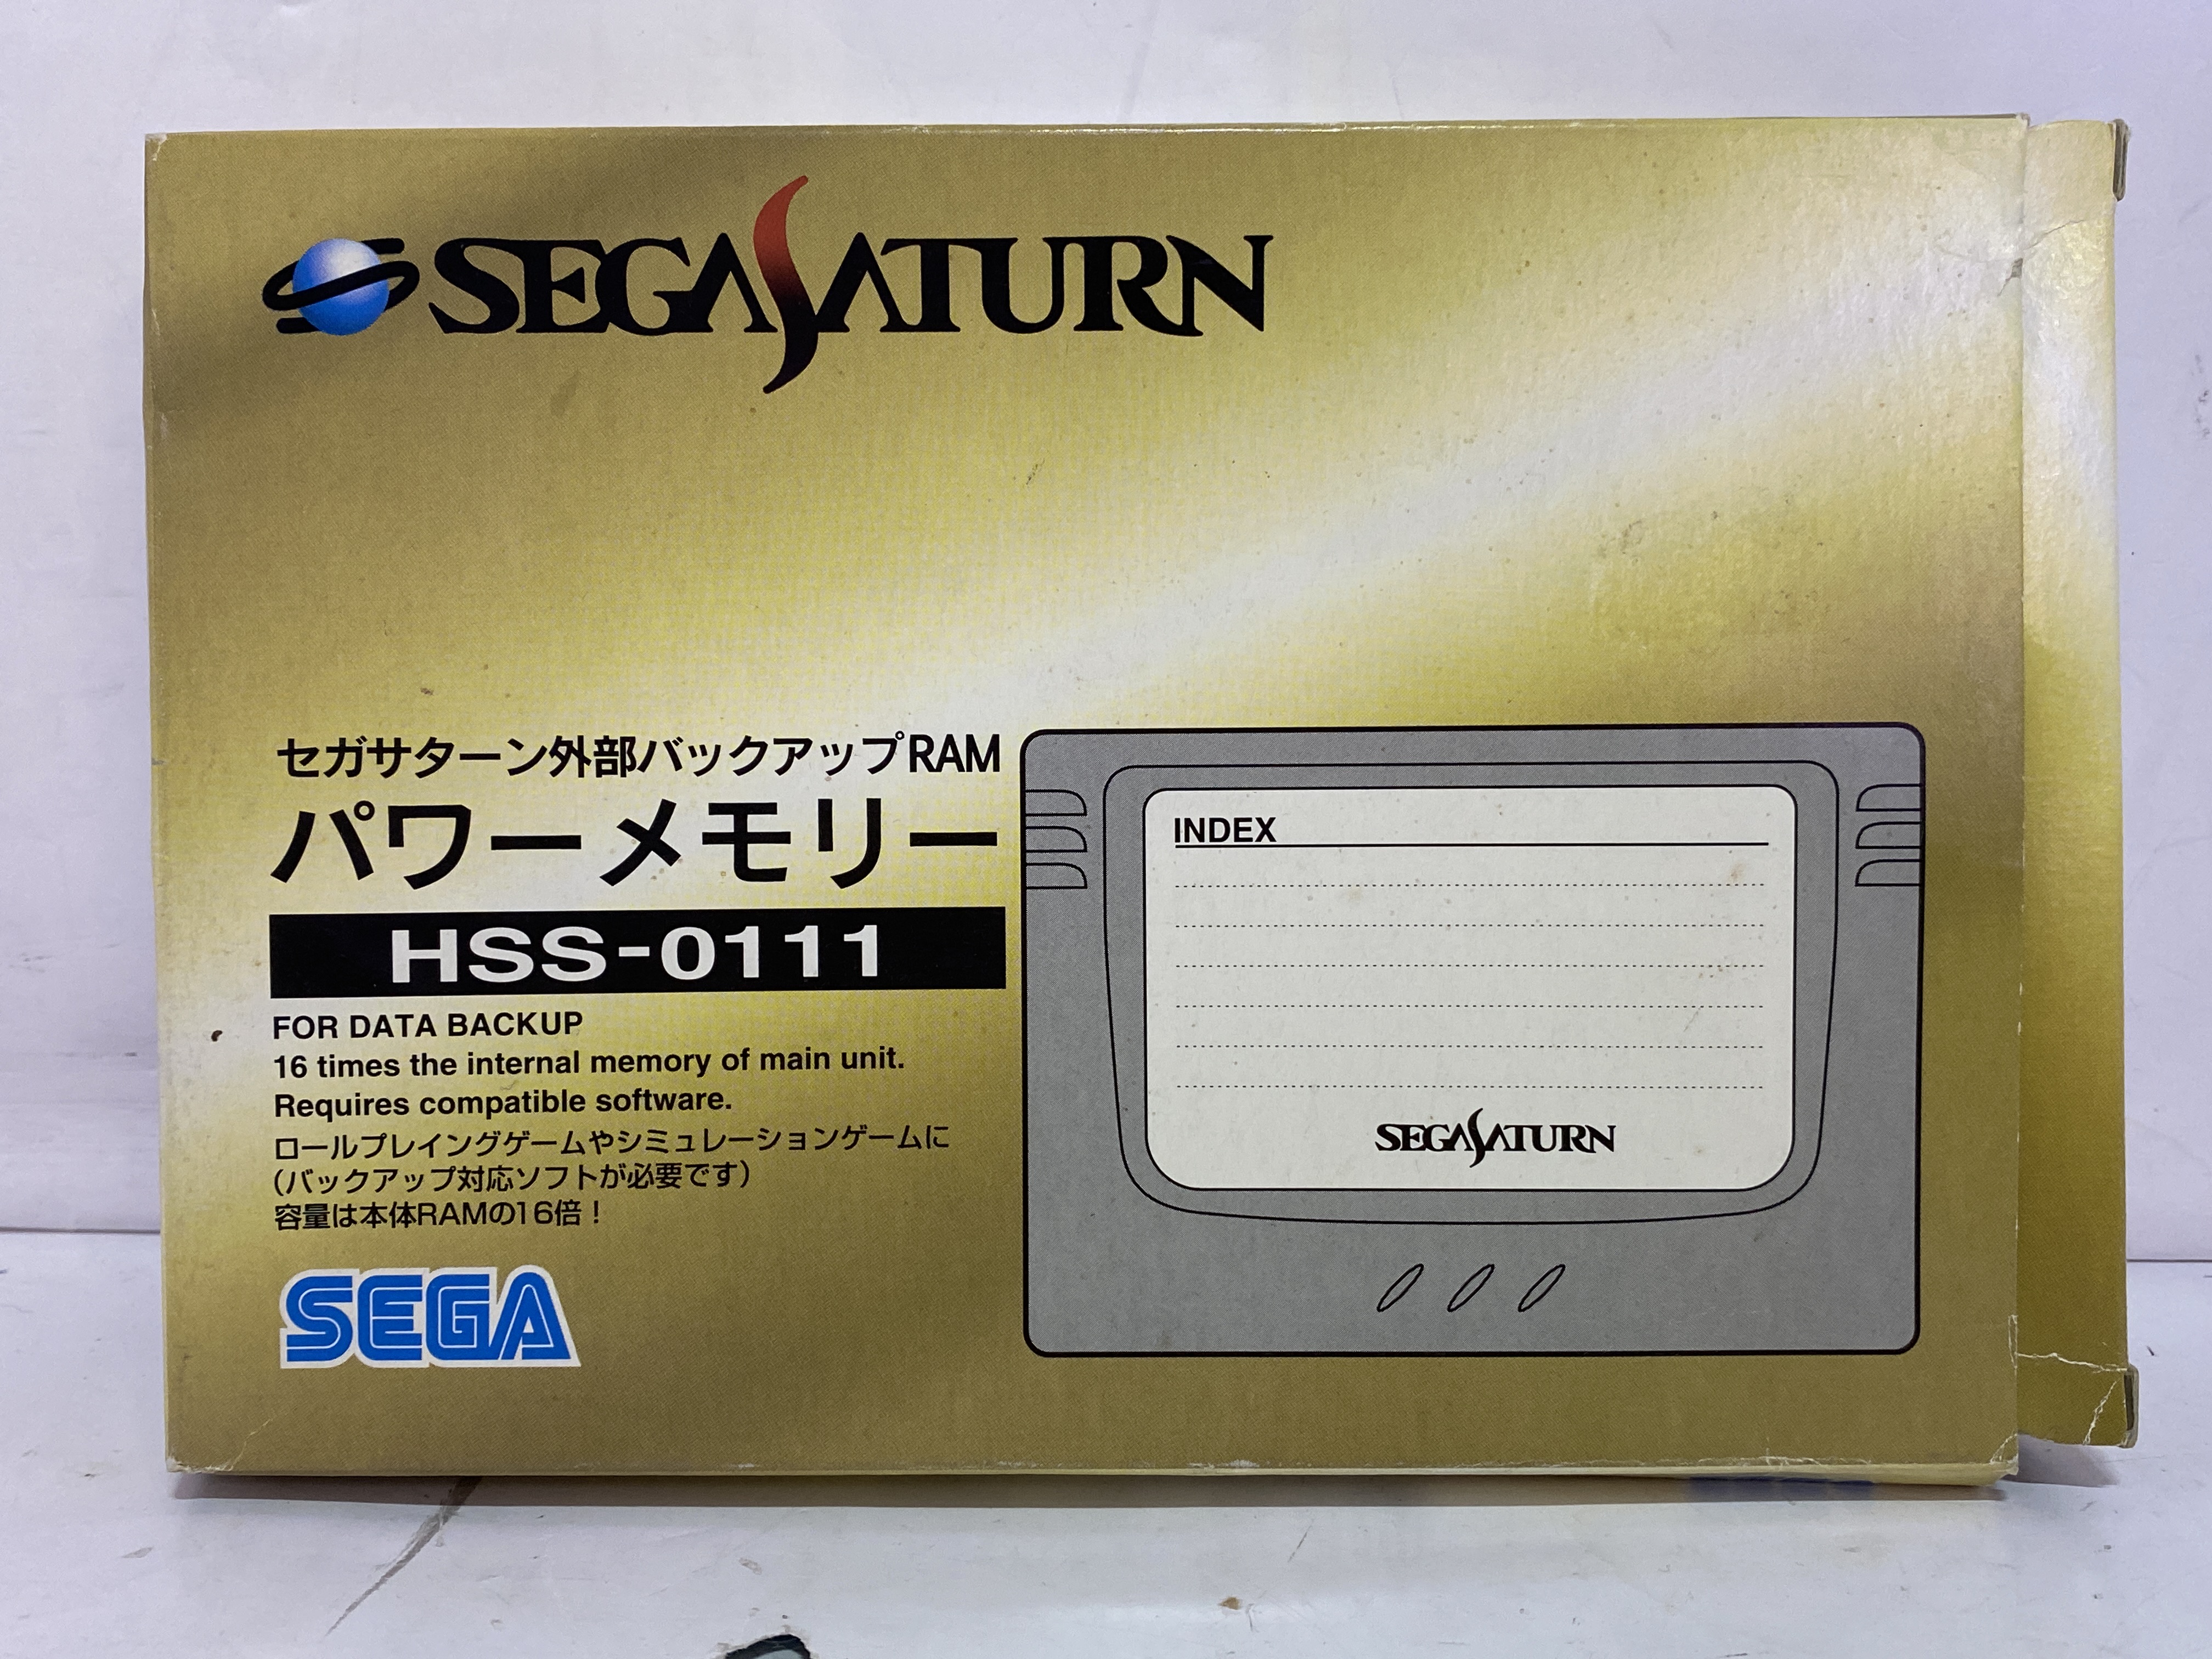 SEGA SATURN
セガサターン外部バックアップRAM
パワーメモリー
HSS-0111
FOR DATA BACKUP
16 times the internal memory of main unit.
Requires compatible software.
ロールプレイングゲームやシミュレーションゲームに
(バックアップ対応ソフトが必要です)
容量は本体RAMの16倍!
SEGA
INDEX
SEGA SATURN